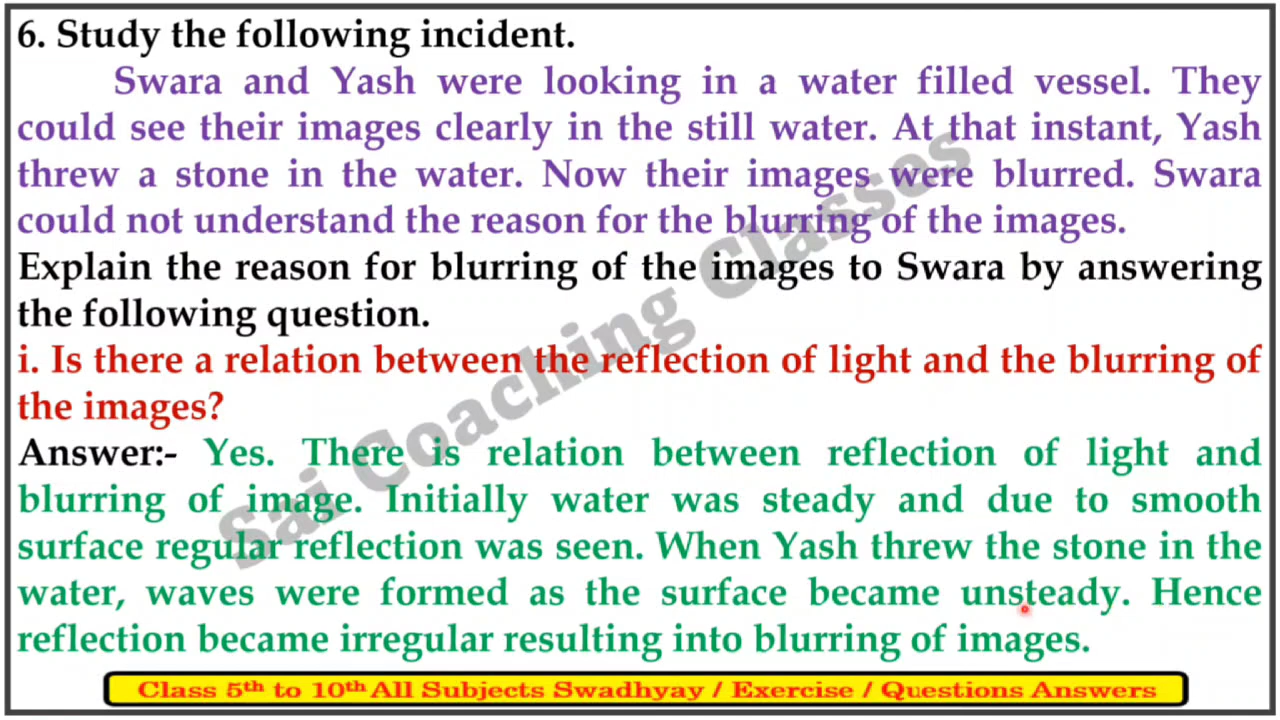 6. Study the following incident.
Swara and Yash were looking in a water filled vessel. They
could see their images clearly in the still water. At that instant, Yash
threw a stone in the water. Now their images were blurred. Swara
could not understand the reason for the blurring of the images.
Explain the reason for blurring of the images to Swara by answering
the following question.
i. Is there a relation between the reflection of light and the blurring of
the images?
Answer:- Yes. There is relation between reflection of light and
blurring of image. Initially water was steady and due to smooth
surface regular reflection was seen. When Yash threw the stone in the
water, waves were formed as the surface became unsteady. Hence
reflection became irregular resulting into blurring of images.
Sai Coaching Classes
Class 5th to 10th All Subjects Swadhyay / Exercise / Questions Answers